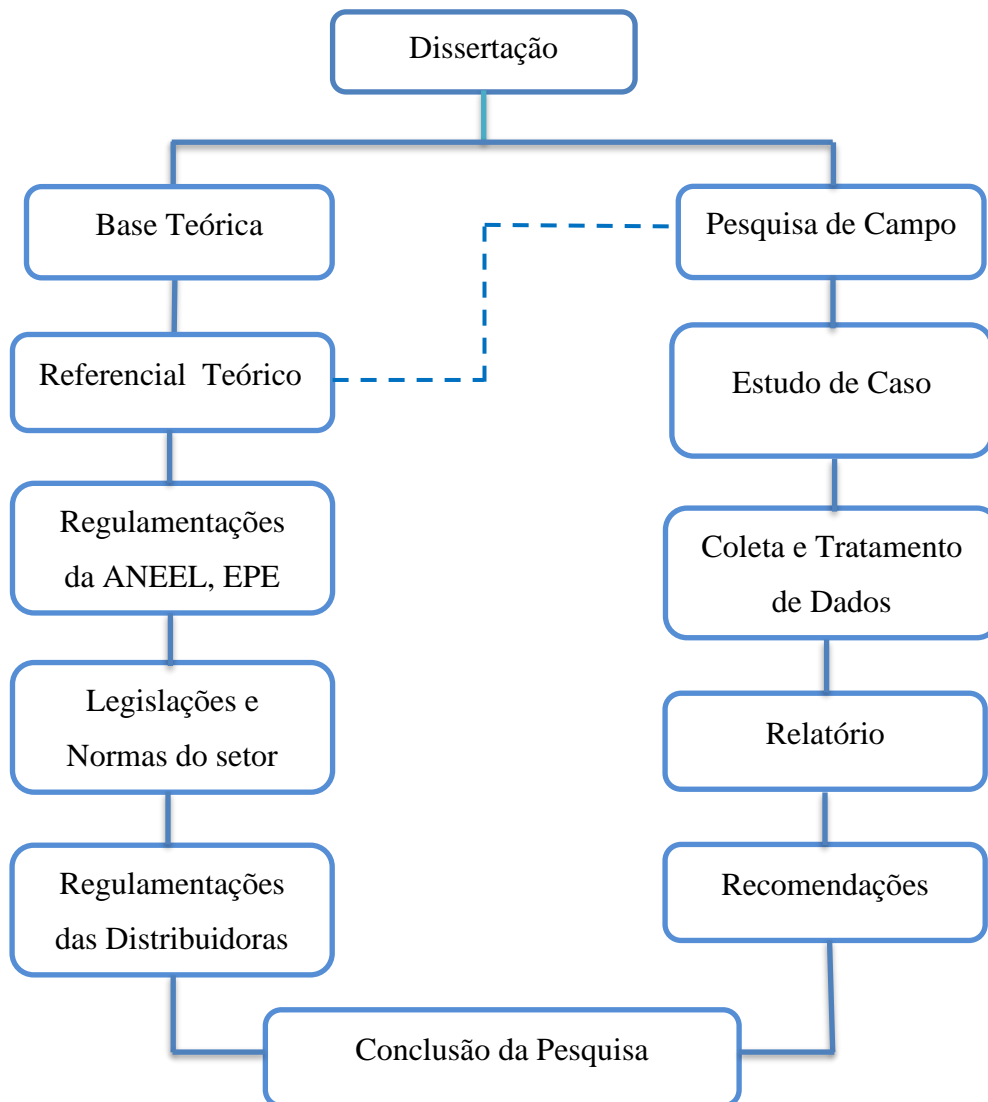 Dissertação
Base Teórica
Pesquisa de Campo
Referencial Teórico
Estudo de Caso
Regulamentações
da ANEEL, EPE
Coleta e Tratamento
de Dados
Legislações e
Normas do setor
Relatório
Regulamentações
das Distribuidoras
Recomendações
Conclusão da Pesquisa